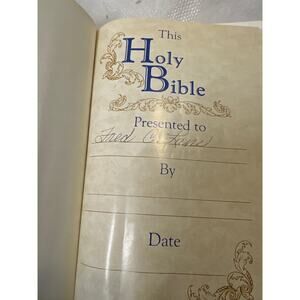 This
Holy
Bible
Presented to
Fred
By
Date